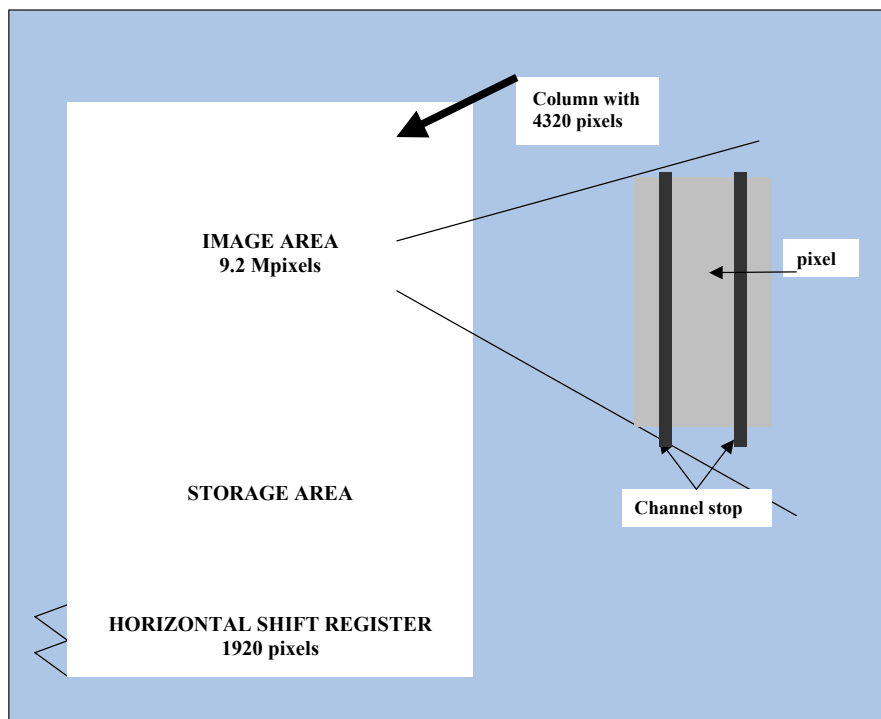 Column with
4320 pixels
IMAGE AREA
9.2 Mpixels
pixel
STORAGE AREA
Channel stop
HORIZONTAL SHIFT REGISTER
1920 pixels